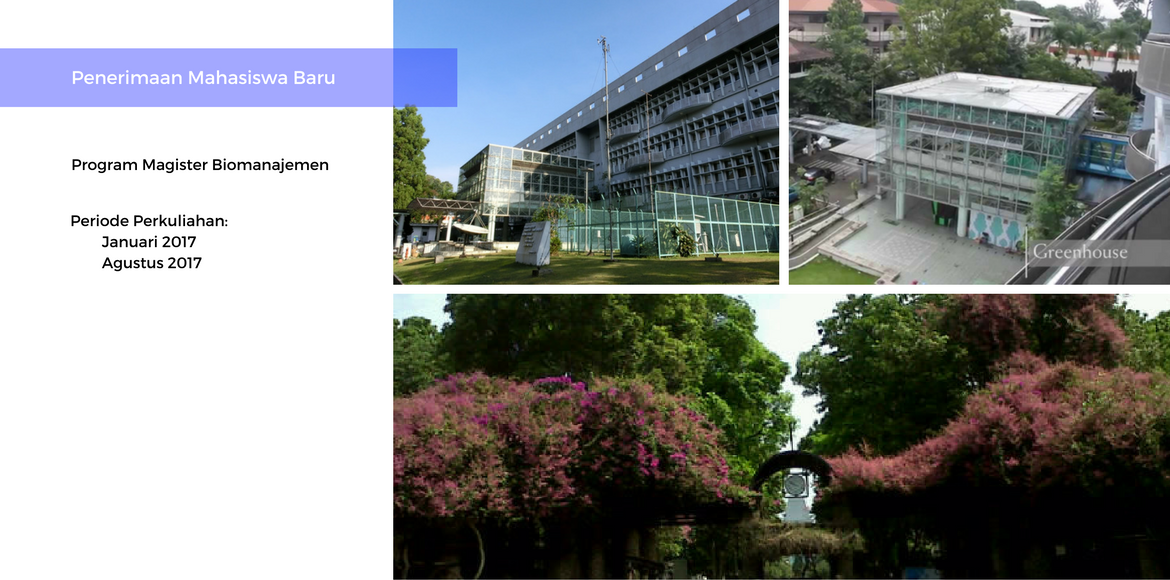 Penerimaan Mahasiswa Baru
Program Magister Biomanajemen
Periode Perkuliahan:
Januari 2017
Agustus 2017
Greenhouse